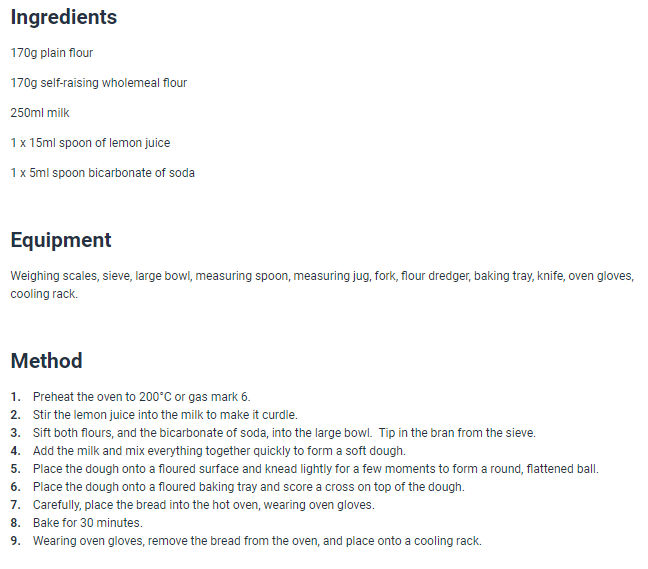 Ingredients
170g plain flour
170g self-raising wholemeal flour
250ml milk
1 x 15ml spoon of lemon juice
1 x 5ml spoon bicarbonate of soda
Equipment
Weighing scales, sieve, large bowl, measuring spoon, measuring jug, fork, flour dredger, baking tray, knife, oven gloves,
cooling rack.
Method
1. Preheat the oven to 200°C or gas mark 6.
2. Stir the lemon juice into the milk to make it curdle.
3. Sift both flours, and the bicarbonate of soda, into the large bowl.  Tip in the bran from the sieve.
4. Add the milk and mix everything together quickly to form a soft dough.
5. Place the dough onto a floured surface and knead lightly for a few moments to form a round, flattened ball.
6. Place the dough onto a floured baking tray and score a cross on top of the dough.
7. Carefully, place the bread into the hot oven, wearing oven gloves.
8. Bake for 30 minutes.
9. Wearing oven gloves, remove the bread from the oven, and place onto a cooling rack.